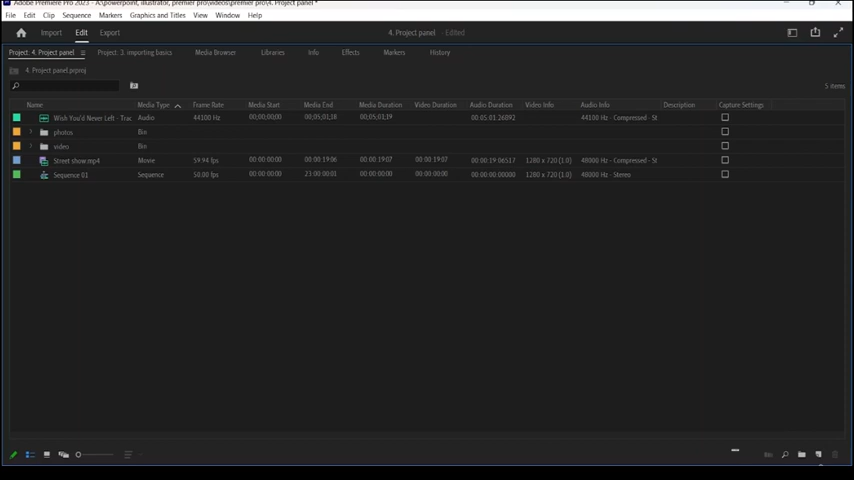 Adobe Premiere Pro 2023 - A:\powerpoint, illustrator, premier pro\videos\premier pro\4. Project panel *
File Edit Clip Sequence Markers Graphics and Titles View Window Help
Import Edit Export 4. Project panel - Edited
Project: 4. Project panel Project: 3. importing basics Media Browser Libraries Info Effects Markers History
4. Project panel.prproj
5 items
Name Media Type Frame Rate Media Start Media End Media Duration Video Duration Audio Duration Video Info Audio Info Description Capture Settings
Wish You'd Never Left - Trac Audio 44100 Hz 00;00;00;00 00;05;01;18 00;05;01;19 00:05:01:26892 44100 Hz - Compressed - St
photos Bin
video Bin
Street show.mp4 Movie 59.94 fps 00:00:00:00 00:00:19:06 00:00:19:07 00:00:19:07 00:00:19:06517 1280 x 720 (1.0) 48000 Hz - Compressed - St
Sequence 01 Sequence 50.00 fps 00:00:00:00 23:00:00:01 00:00:00:00 00:00:00:00 00:00:00:00000 1280 x 720 (1.0) 48000 Hz - Stereo